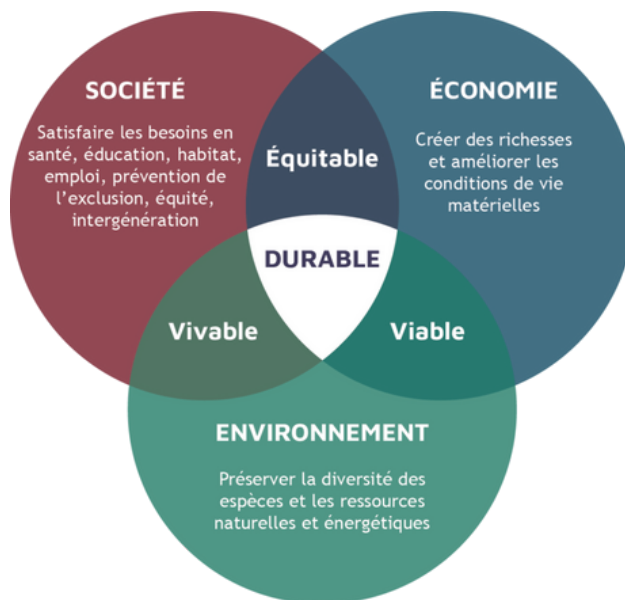 SOCIÉTÉ
Satisfaire les besoins en
santé, éducation, habitat,
emploi, prévention de
l'exclusion, équité,
intergénération
Équitable
ÉCONOMIE
Créer des richesses
et améliorer les
conditions de vie
matérielles
DURABLE
Vivable
Viable
ENVIRONNEMENT
Préserver la diversité des
espèces et les ressources
naturelles et énergétiques